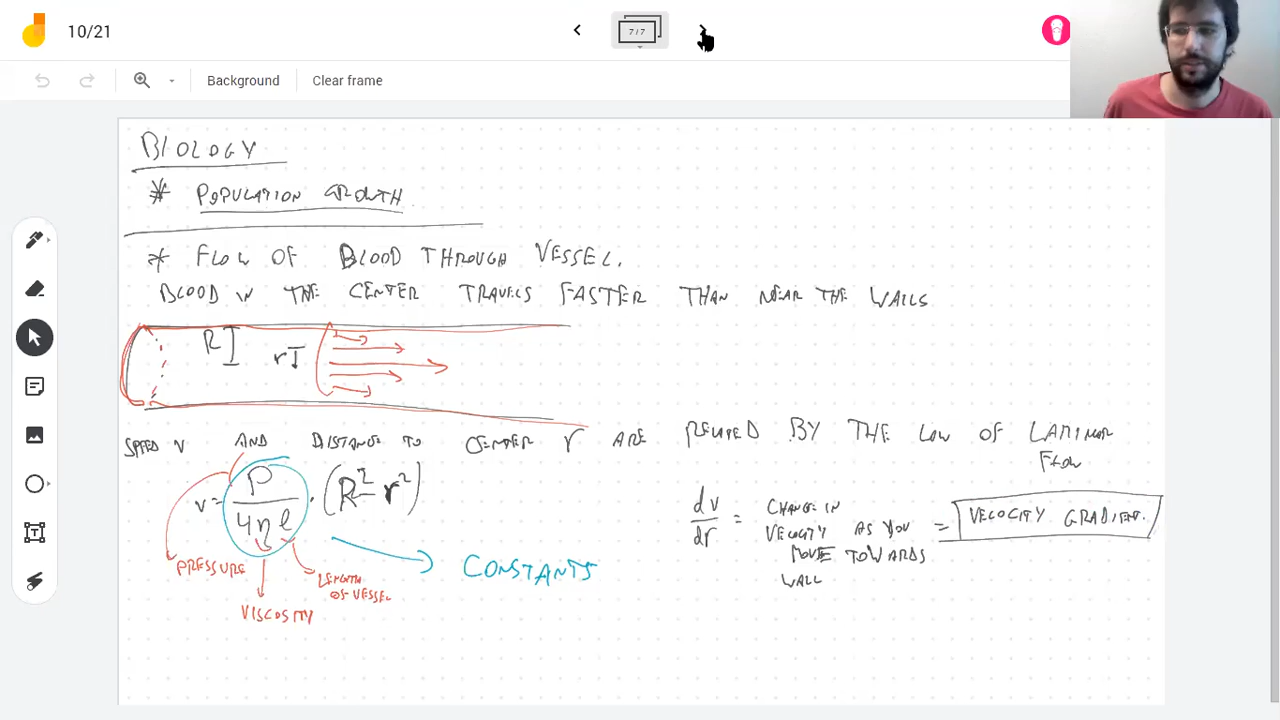 10/21
7 / 7
Background
Clear frame
BIOLOGY
* POPULATION GROWTH
* FLOW OF BLOOD THROUGH VESSEL.
BLOOD IN THE CENTER TRAVELS FASTER THAN NEAR THE WALLS
R r
SPEED V AND DISTANCE TO CENTER r ARE RELATED BY THE LAW OF LAMINAR
FLOW
v = P / 4ηl · (R² - r²)
PRESSURE
VISCOSITY
LENGTH
OF VESSEL
CONSTANTS
dv/dr = CHANGE IN
VELOCITY AS YOU
MOVE TOWARDS
WALL
= VELOCITY GRADIENT.